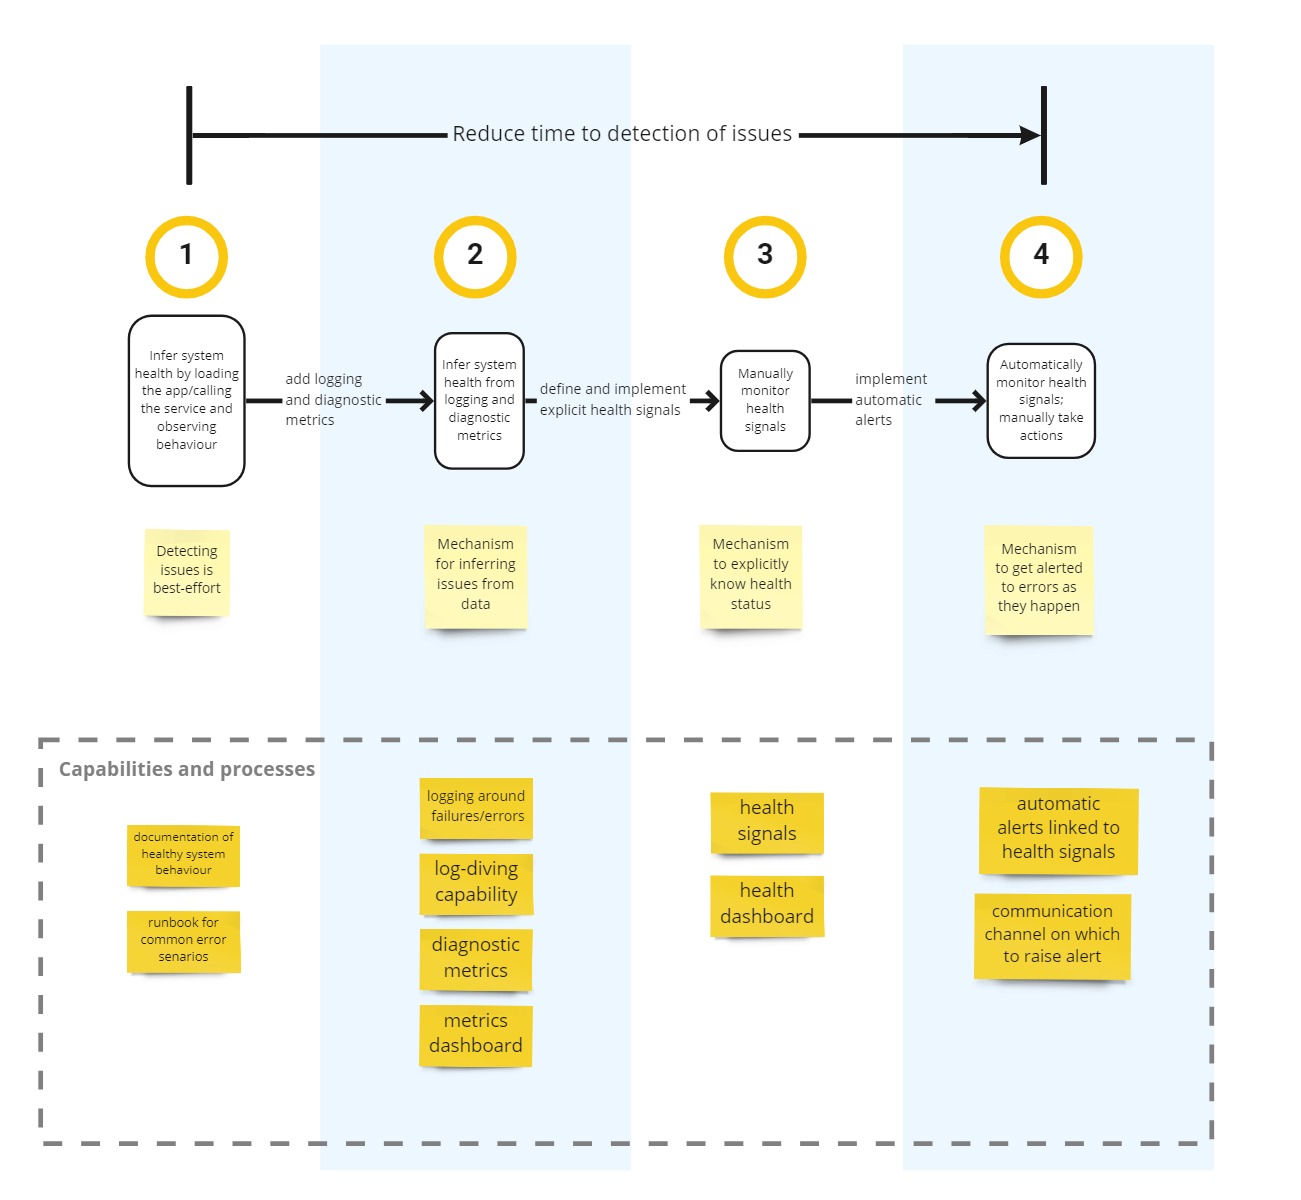 Reduce time to detection of issues
1
2
3
4
Infer system
health by loading
the app/calling
the service and
observing
behaviour
add logging
and diagnostic
metrics
Infer system
health from
logging and
diagnostic
metrics
define and implement
explicit health signals
Manually
monitor
health
signals
implement
automatic
alerts
Automatically
monitor health
signals;
manually take
actions
Detecting
issues is
best-effort
Mechanism
for inferring
issues from
data
Mechanism
to explicitly
know health
status
Mechanism
to get alerted
to errors as
they happen
Capabilities and processes
documentation of
healthy system
behaviour
runbook for
common error
senarios
logging around
failures/errors
log-diving
capability
diagnostic
metrics
metrics
dashboard
health
signals
health
dashboard
automatic
alerts linked to
health signals
communication
channel on which
to raise alert